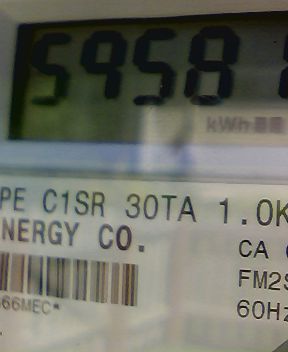 5958
kWh
PE C1SR 30TA 1.0K
NERGY CO.
CA
FM2S
66MEC*
60Hz